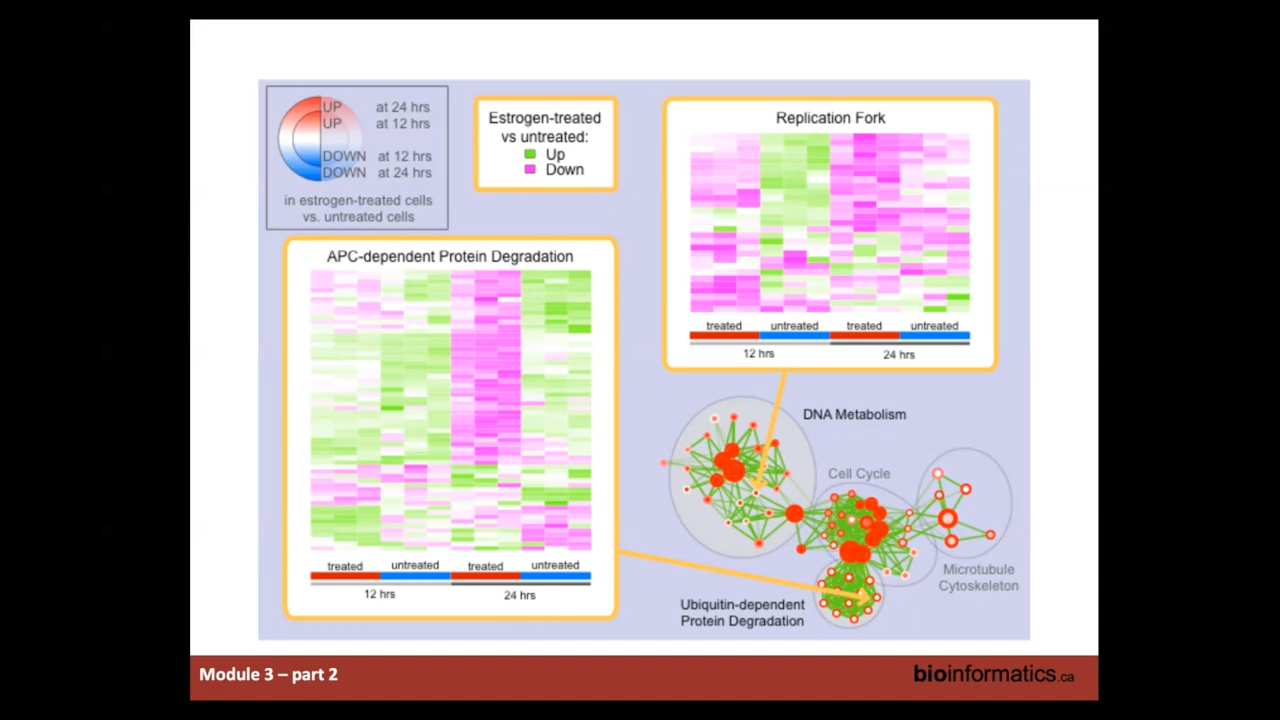 UP at 24 hrs
UP at 12 hrs
DOWN at 12 hrs
DOWN at 24 hrs
in estrogen-treated cells
vs. untreated cells
Estrogen-treated
vs untreated:
Up
Down
Replication Fork
treated untreated treated untreated
12 hrs 24 hrs
APC-dependent Protein Degradation
treated untreated treated untreated
12 hrs 24 hrs
DNA Metabolism
Cell Cycle
Microtubule
Cytoskeleton
Ubiquitin-dependent
Protein Degradation
Module 3 – part 2
bioinformatics.ca